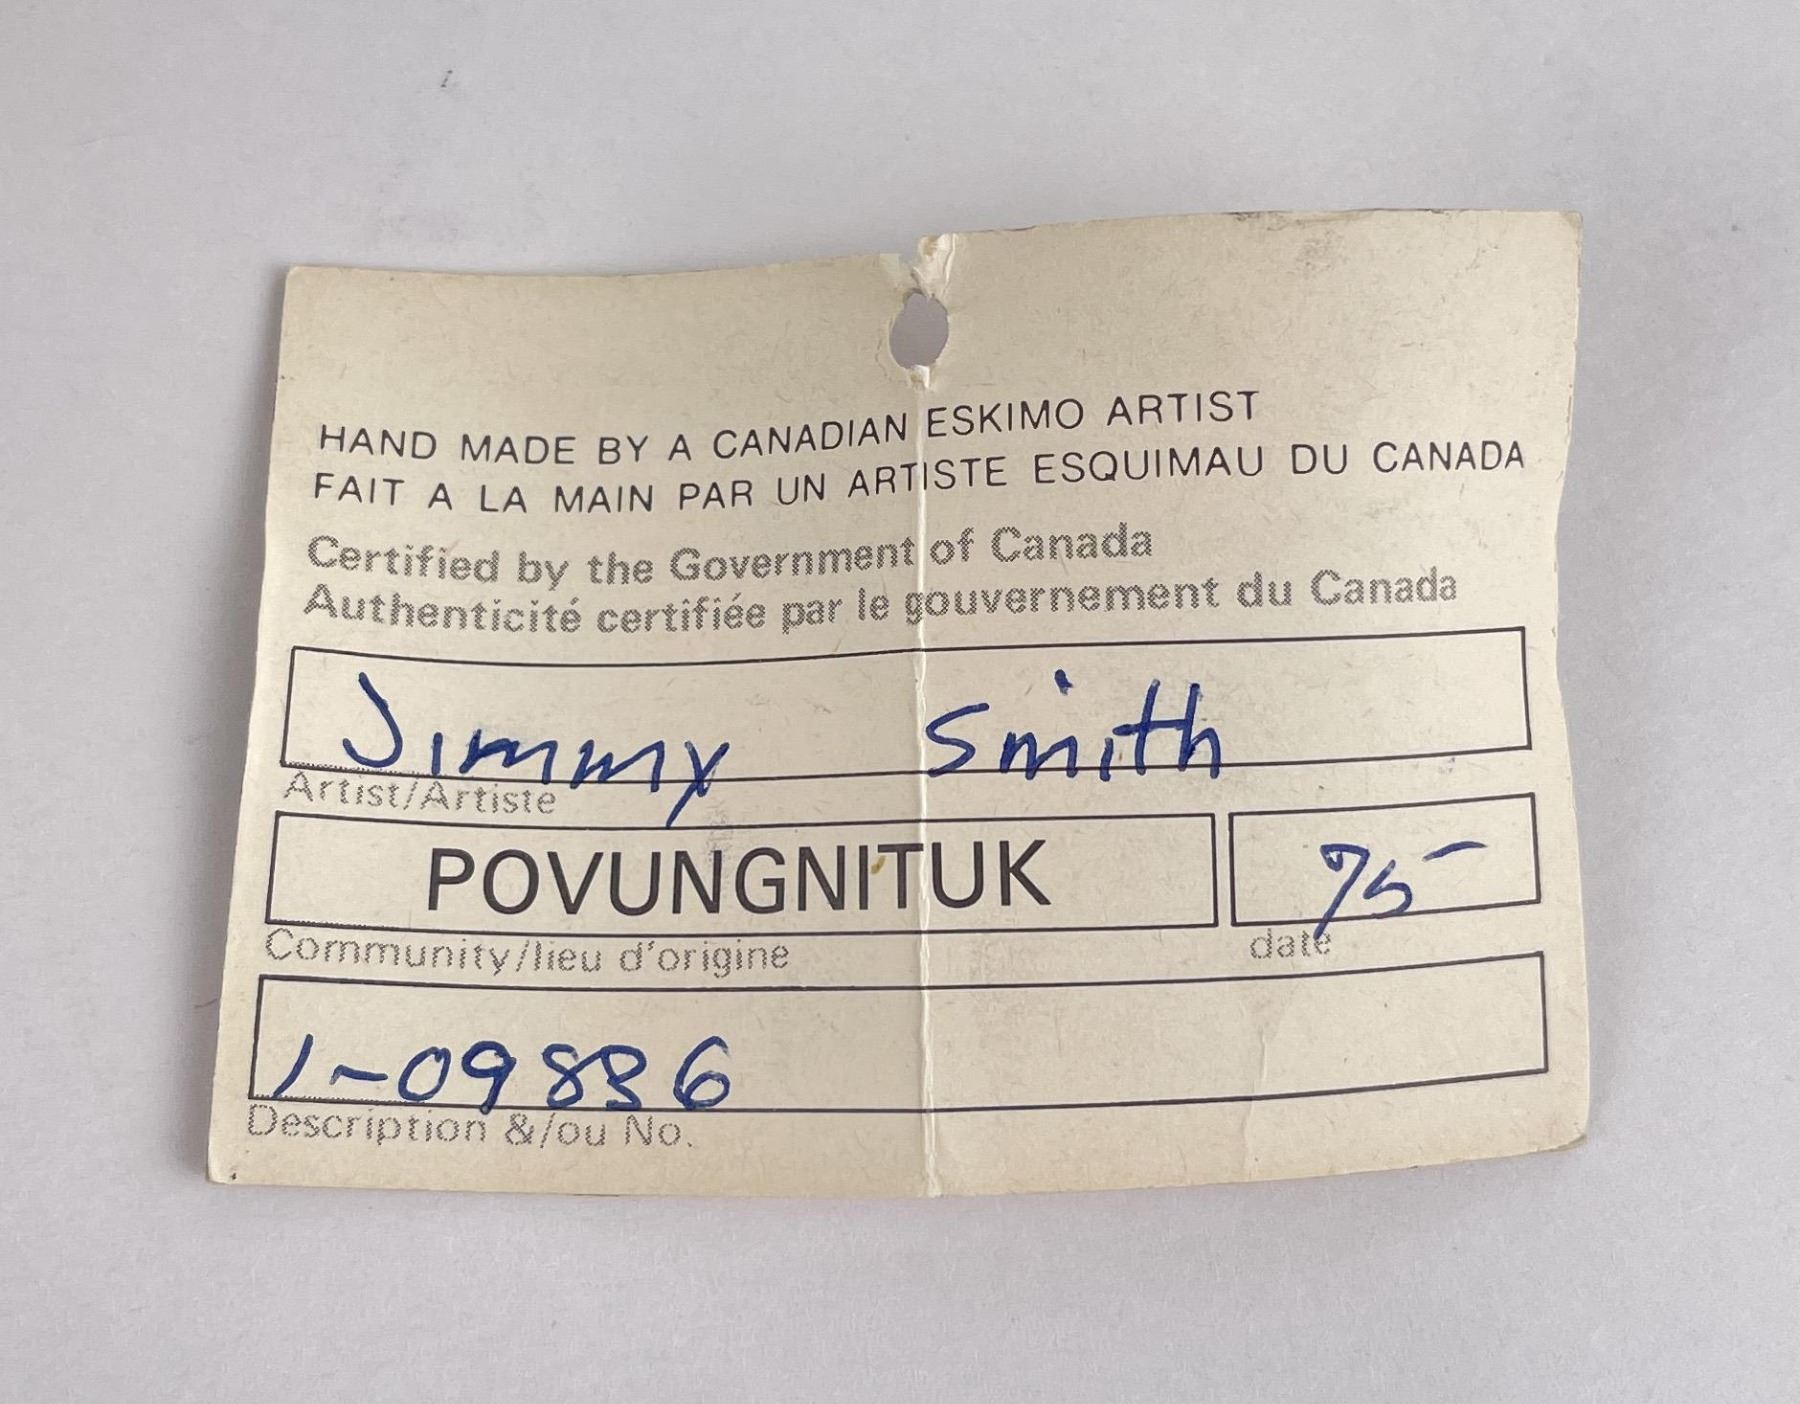 HAND MADE BY A CANADIAN ESKIMO ARTIST
FAIT A LA MAIN PAR UN ARTISTE ESQUIMAU DU CANADA
Certified by the Government of Canada
Authenticité certifiée par le gouvernement du Canada
Jimmy Smith
Artist/Artiste
POVUNGNITUK 75-
Community/lieu d'origine date
1-09836
Description &/ou No.